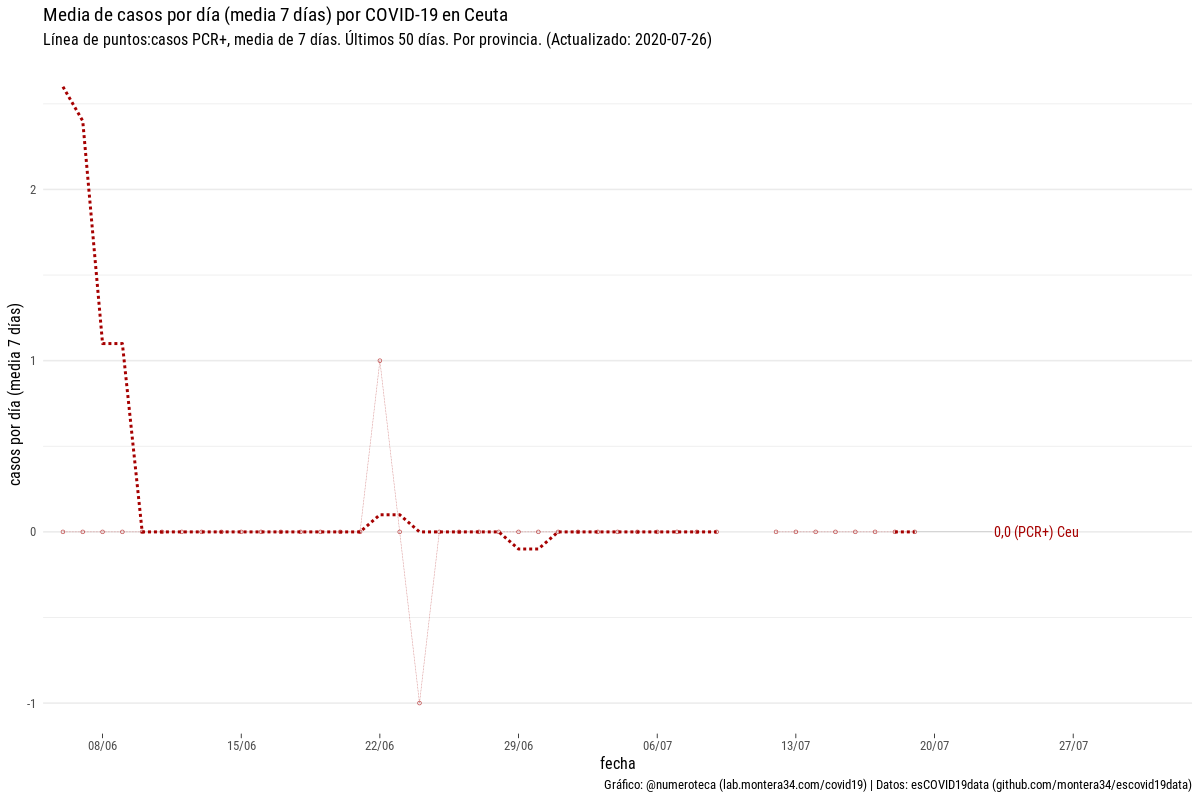 Media de casos por día (media 7 días) por COVID-19 en Ceuta
Línea de puntos:casos PCR+, media de 7 días. Últimos 50 días. Por provincia. (Actualizado: 2020-07-26)
casos por día (media 7 días)
2
1
0
-1
0,0 (PCR+) Ceu
08/06
15/06
22/06
29/06
06/07
13/07
20/07
27/07
fecha
Gráfico: @numeroteca (lab.montera34.com/covid19) | Datos: esCOVID19data (github.com/montera34/escovid19data)